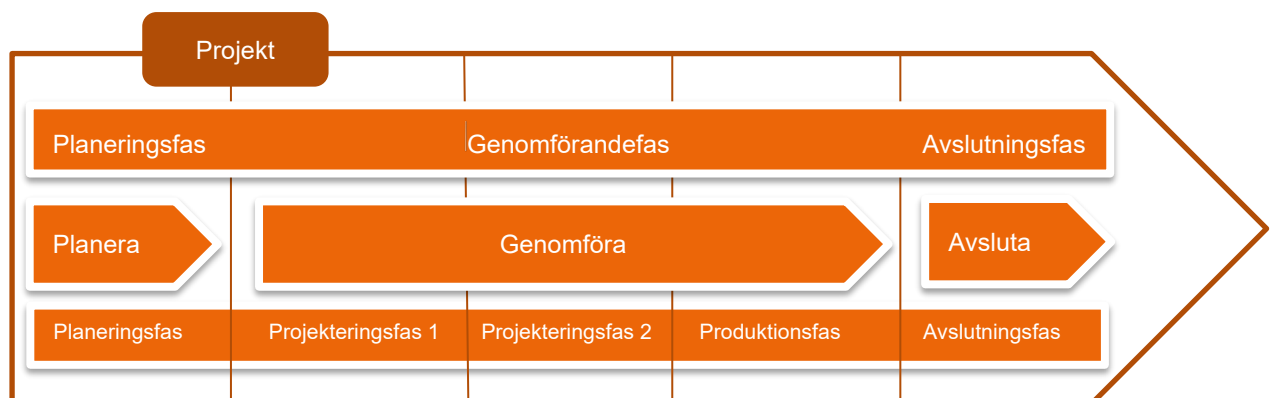 Projekt
Planeringsfas Genomförandefas Avslutningsfas
Planera Genomföra Avsluta
Planeringsfas Projekteringsfas 1 Projekteringsfas 2 Produktionsfas Avslutningsfas